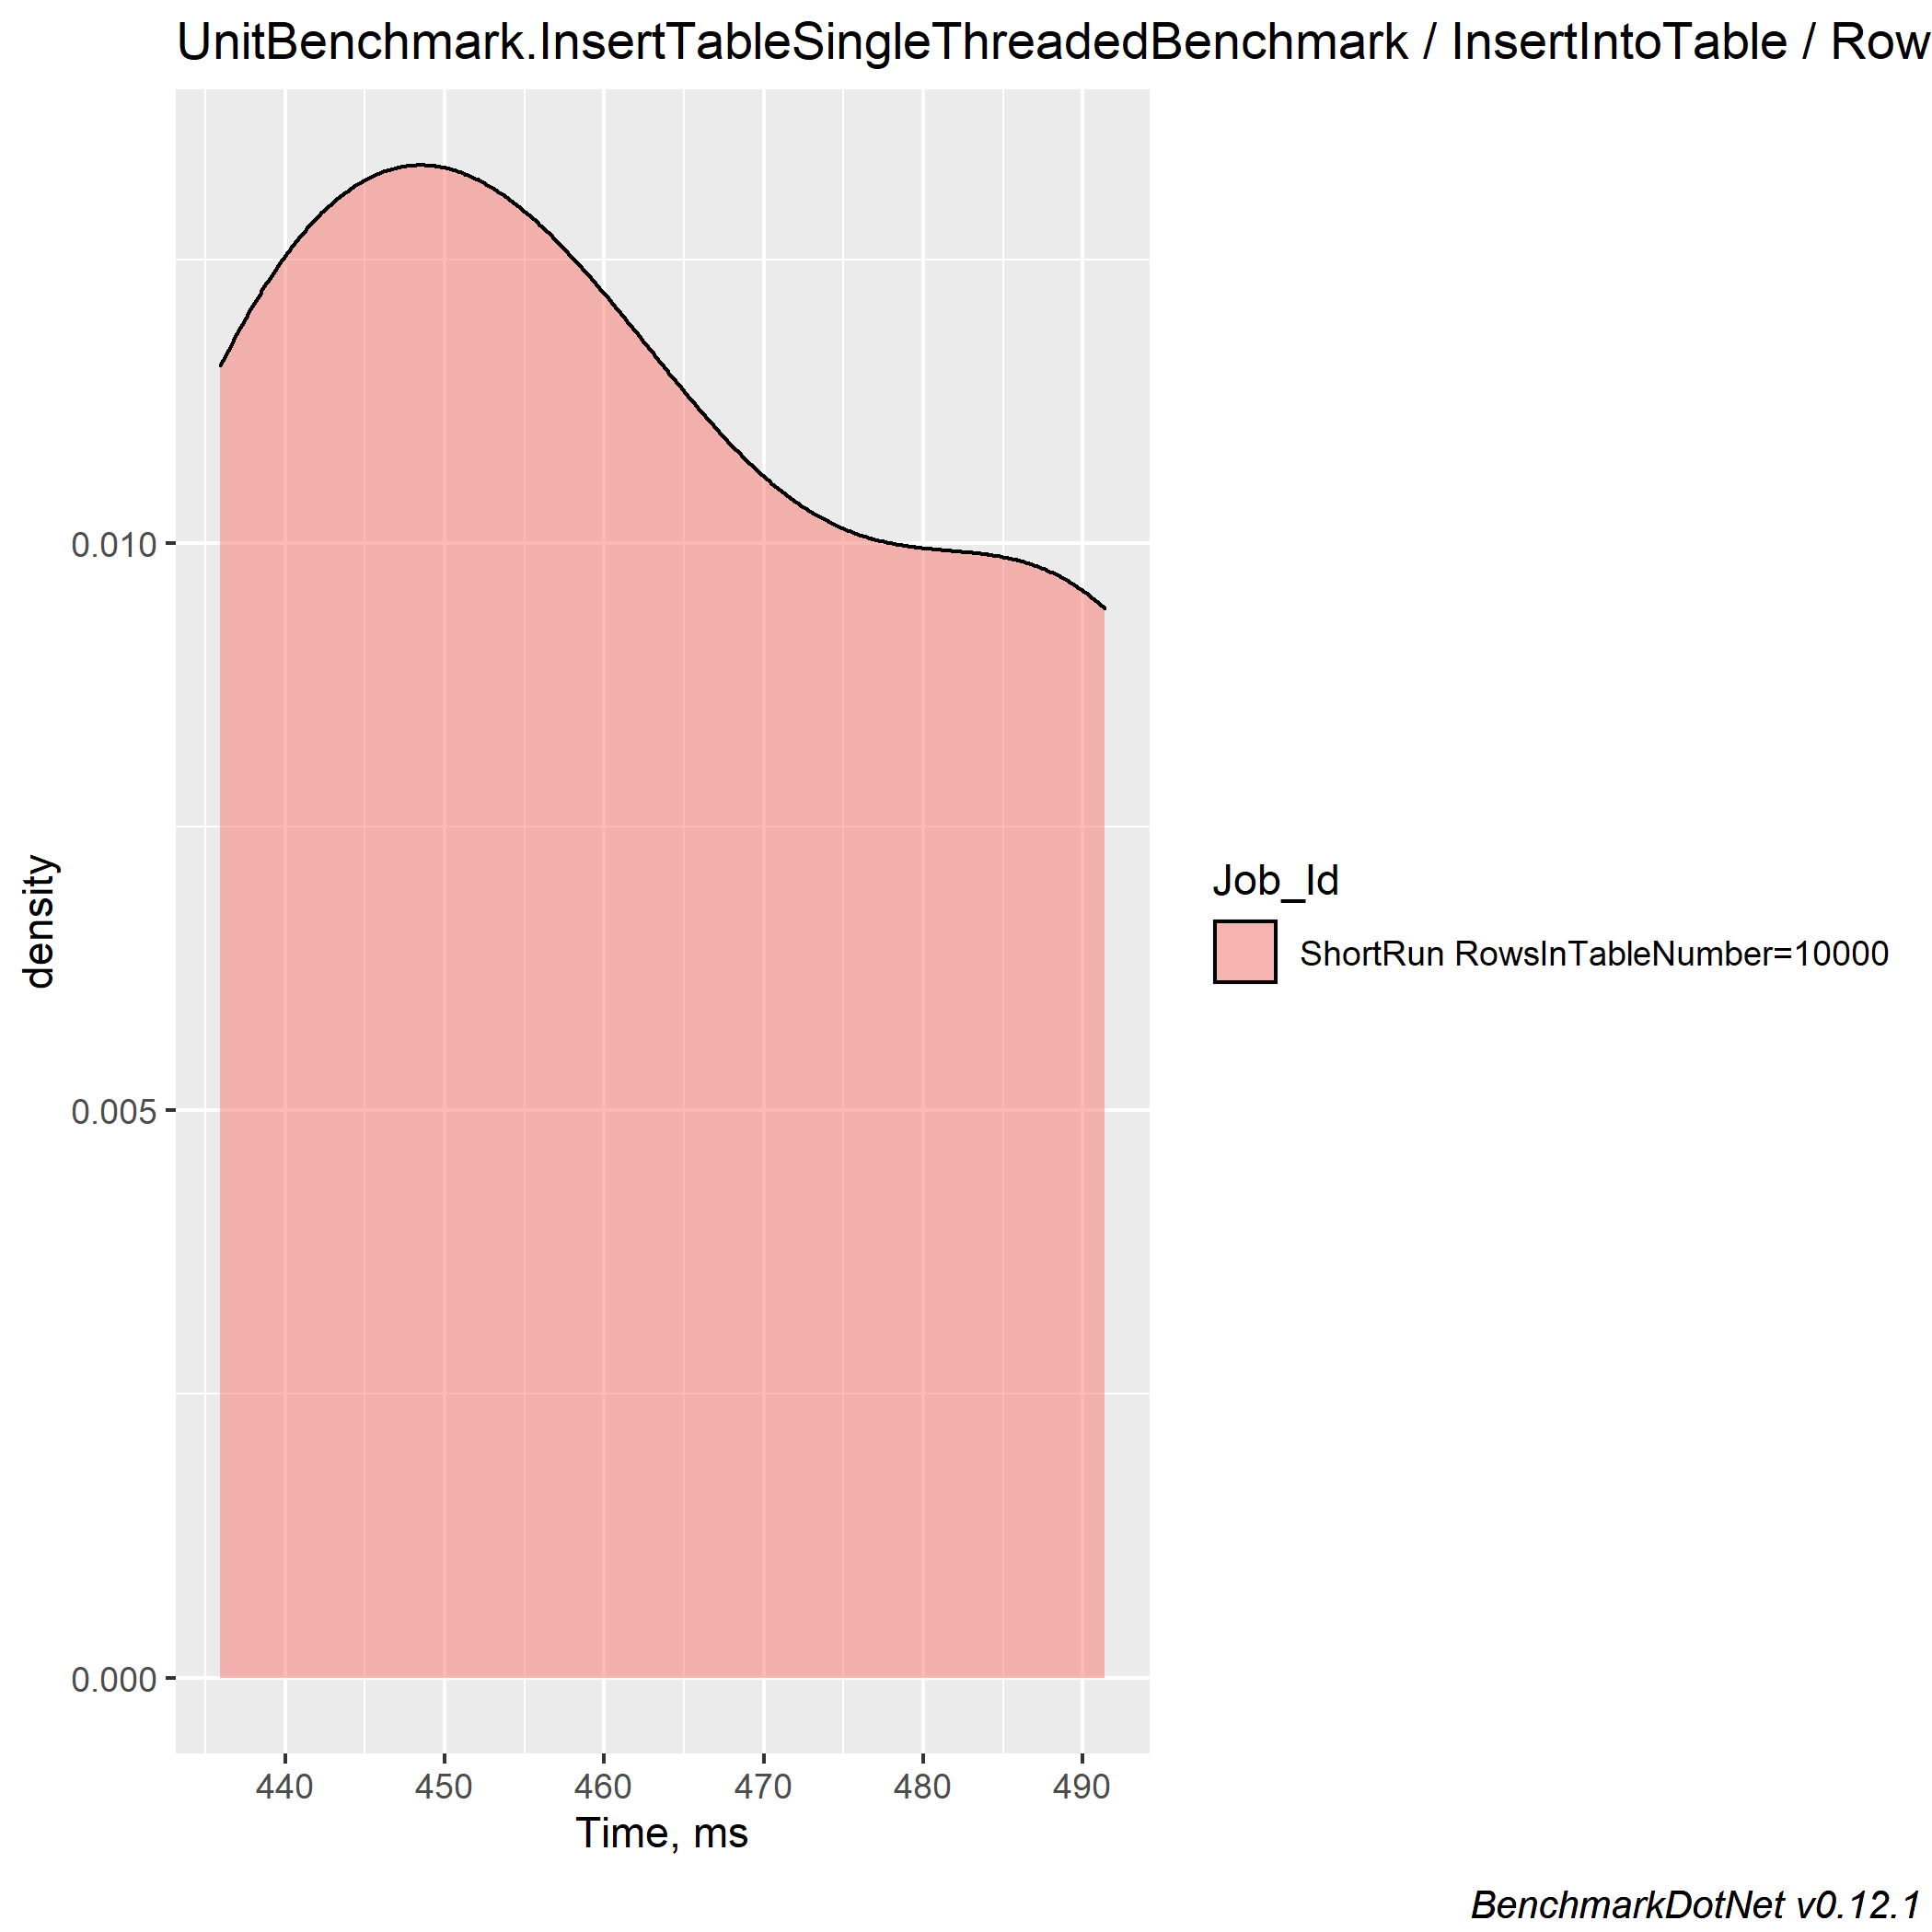 UnitBenchmark.InsertTableSingleThreadedBenchmark / InsertIntoTable / Row
0.010
0.005
0.000
density
440 450 460 470 480 490
Time, ms
Job_Id
ShortRun RowsInTableNumber=10000
BenchmarkDotNet v0.12.1